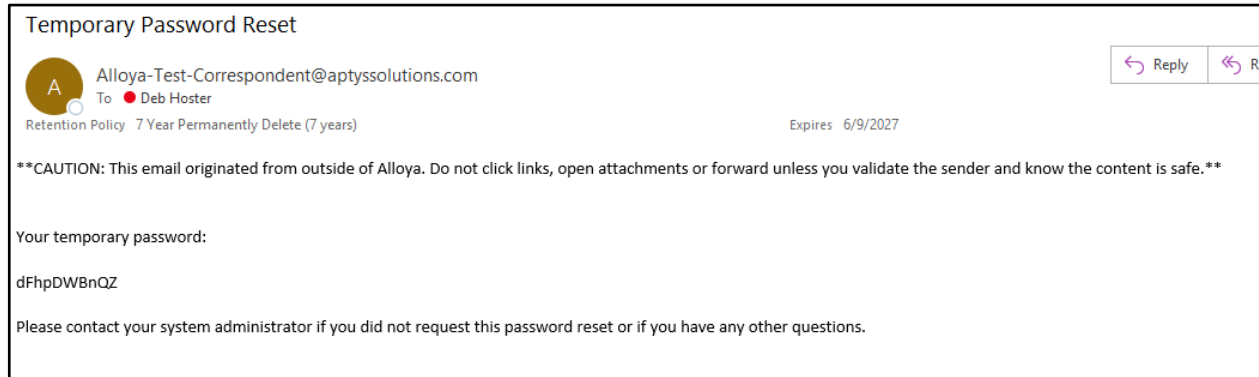 Temporary Password Reset
A
Alloya-Test-Correspondent@aptyssolutions.com
To Deb Hoster
Reply
R
Retention Policy 7 Year Permanently Delete (7 years)
Expires 6/9/2027
**CAUTION: This email originated from outside of Alloya. Do not click links, open attachments or forward unless you validate the sender and know the content is safe.**
Your temporary password:
dFhpDWBnQZ
Please contact your system administrator if you did not request this password reset or if you have any other questions.